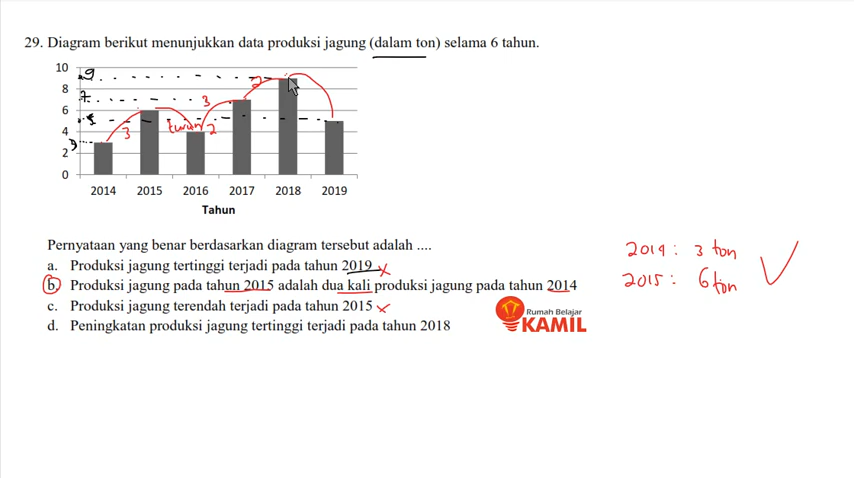 29. Diagram berikut menunjukkan data produksi jagung (dalam ton) selama 6 tahun.
10
9
8
7
6
5
4
3
2
0
3
turun 2
3
2
2014 2015 2016 2017 2018 2019
Tahun
Pernyataan yang benar berdasarkan diagram tersebut adalah ....
a. Produksi jagung tertinggi terjadi pada tahun 2019 x
b. Produksi jagung pada tahun 2015 adalah dua kali produksi jagung pada tahun 2014
c. Produksi jagung terendah terjadi pada tahun 2015 x
d. Peningkatan produksi jagung tertinggi terjadi pada tahun 2018
2014 : 3 ton
2015 : 6 ton
Rumah Belajar
KAMIL